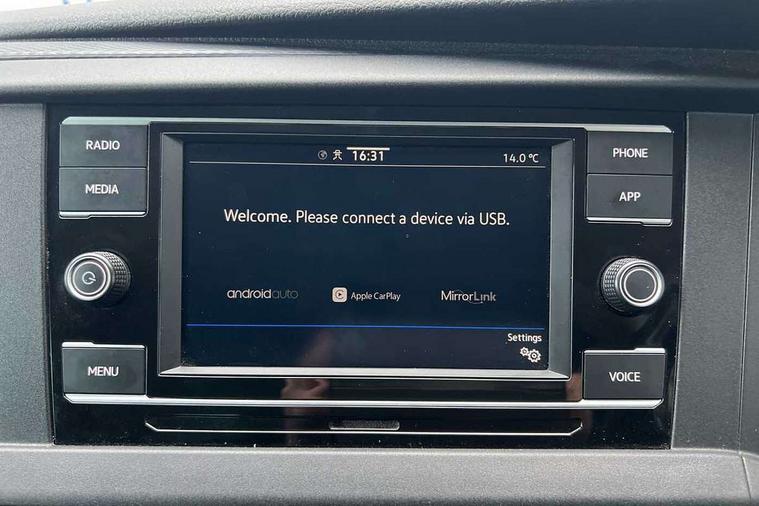 RADIO
MEDIA
MENU
16:31
14.0 °C
Welcome. Please connect a device via USB.
androidauto
Apple CarPlay
MirrorLink
Settings
PHONE
APP
VOICE